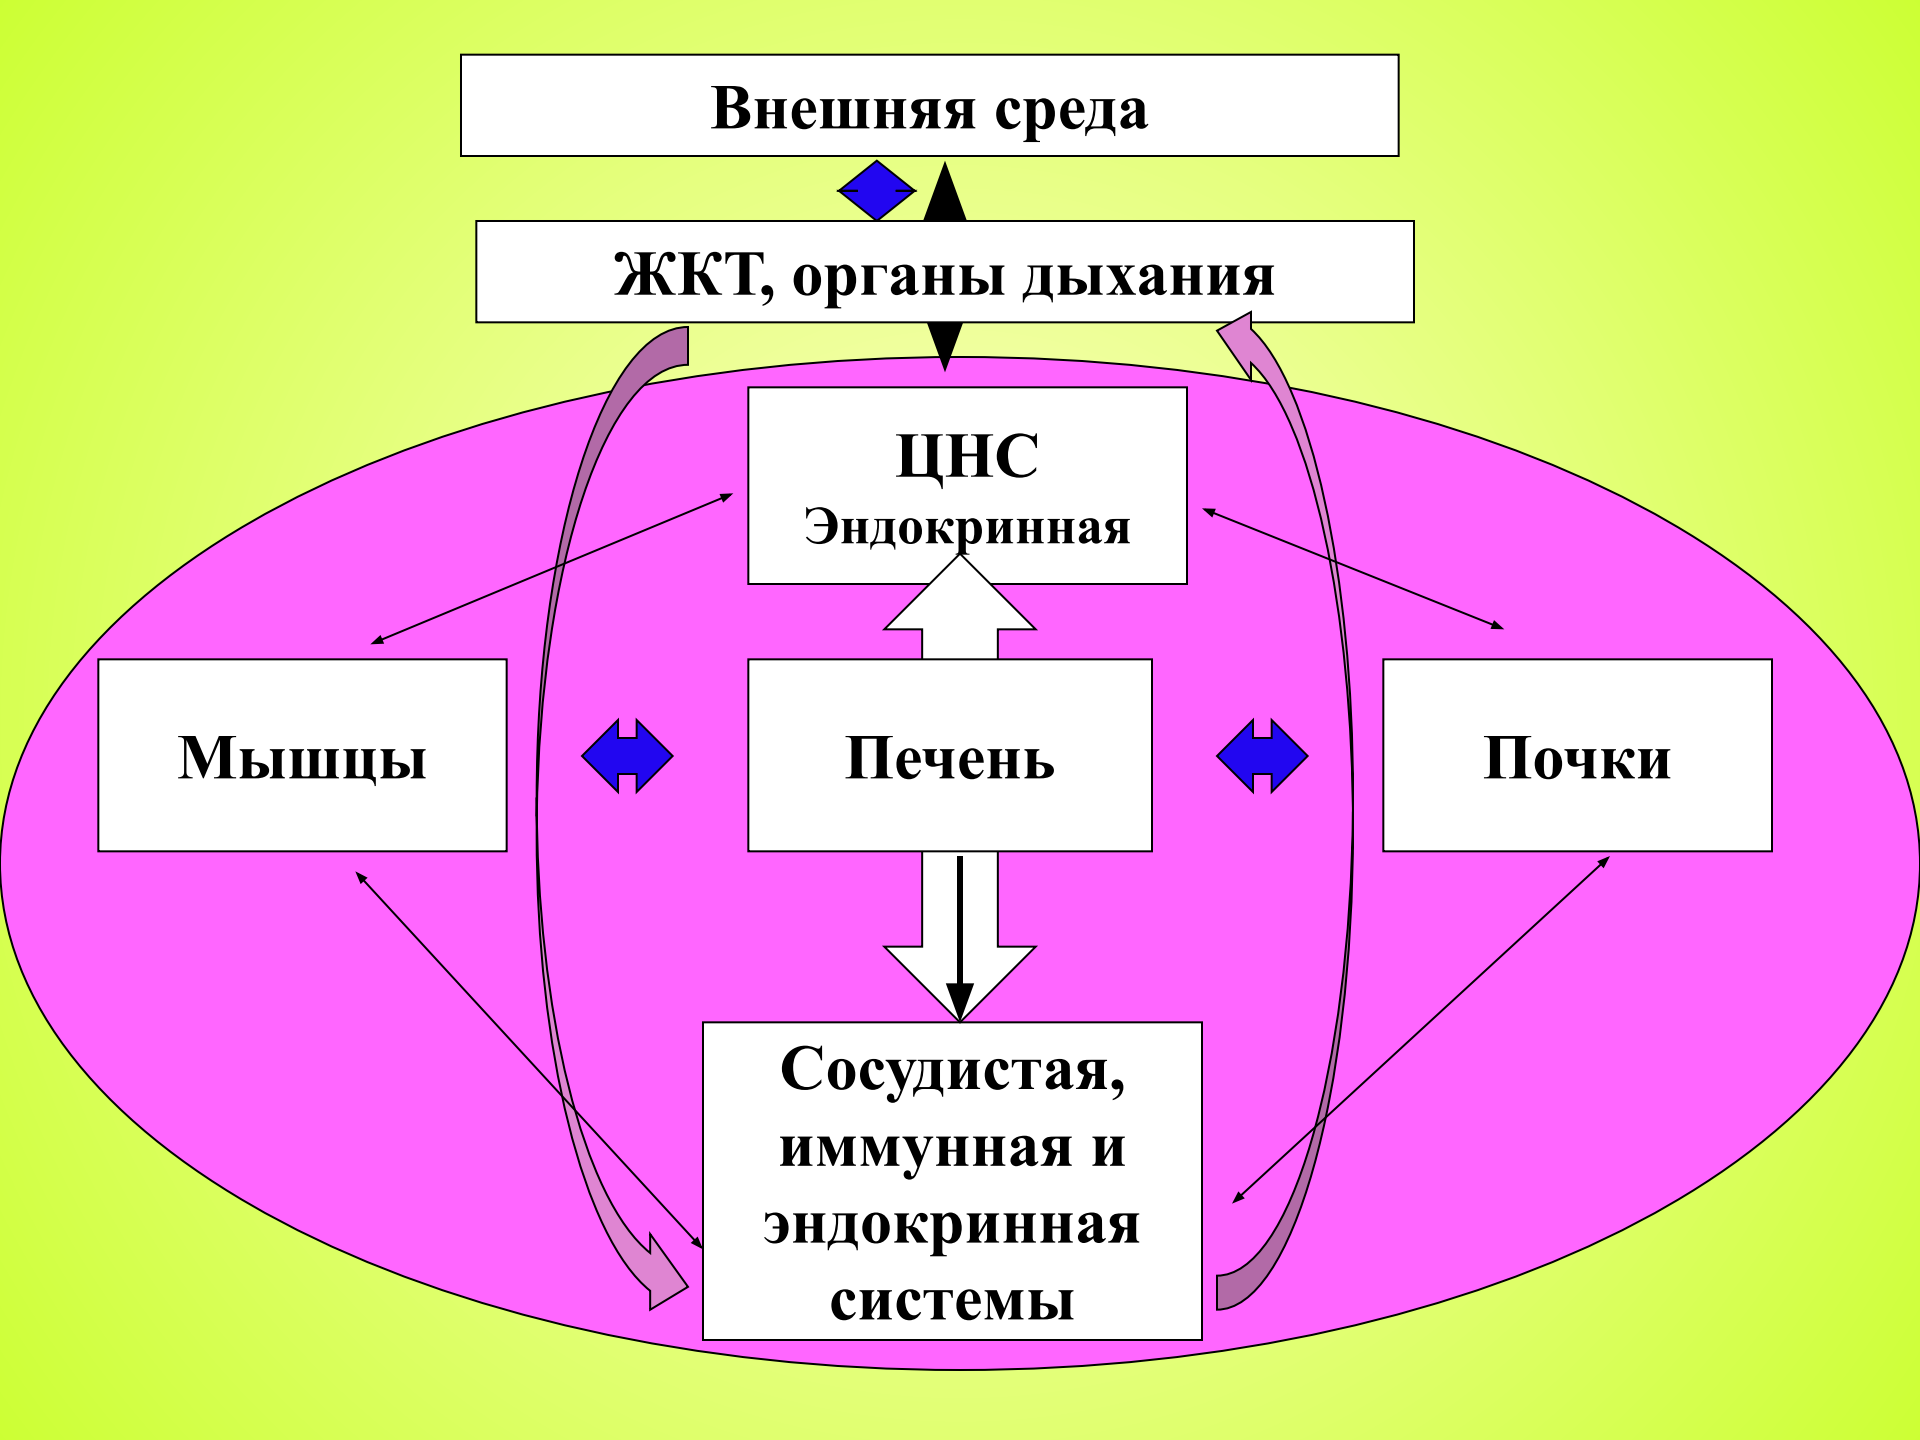 Внешняя среда
ЖКТ, органы дыхания
ЦНС
Эндокринная
Мышцы
Печень
Почки
Сосудистая,
иммунная и
эндокринная
системы